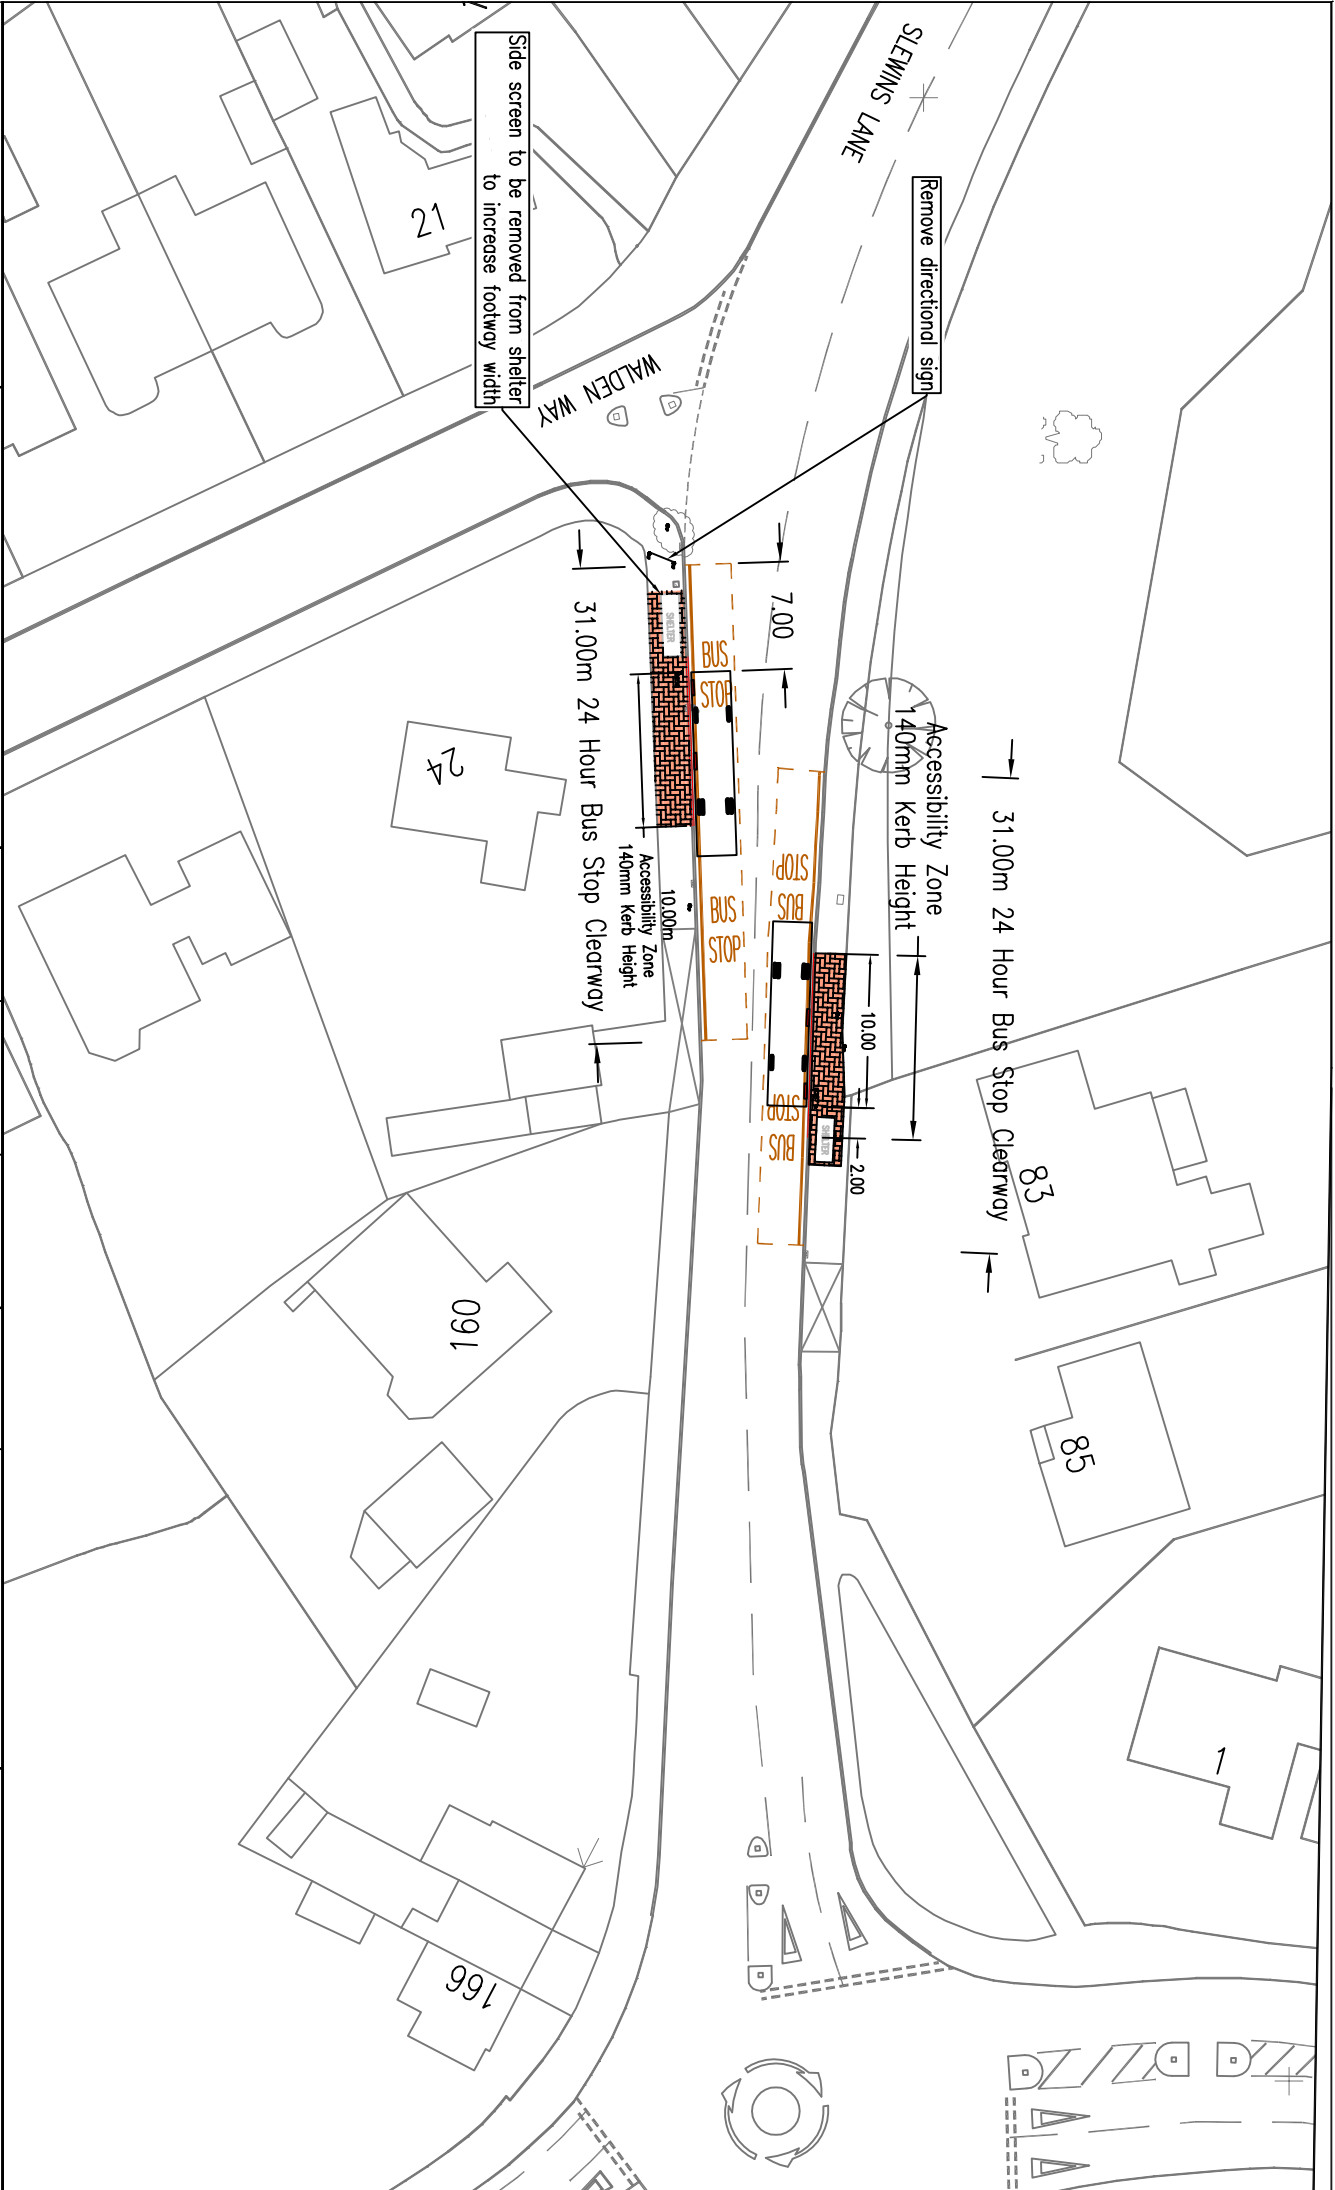 SLEWINS LANE
Remove directional sign
Side screen to be removed from shelter
to increase footway width
21
WALDEN WAY
7.00
31.00m 24 Hour Bus Stop Clearway
SHELTER
BUS
STOP
BUS
STOP
10.00m
Accessibility Zone
140mm Kerb Height
24
Accessibility Zone
140mm Kerb Height
31.00m 24 Hour Bus Stop Clearway
BUS
STOP
BUS
STOP
10.00
2.00
SHELTER
83
85
160
1
166